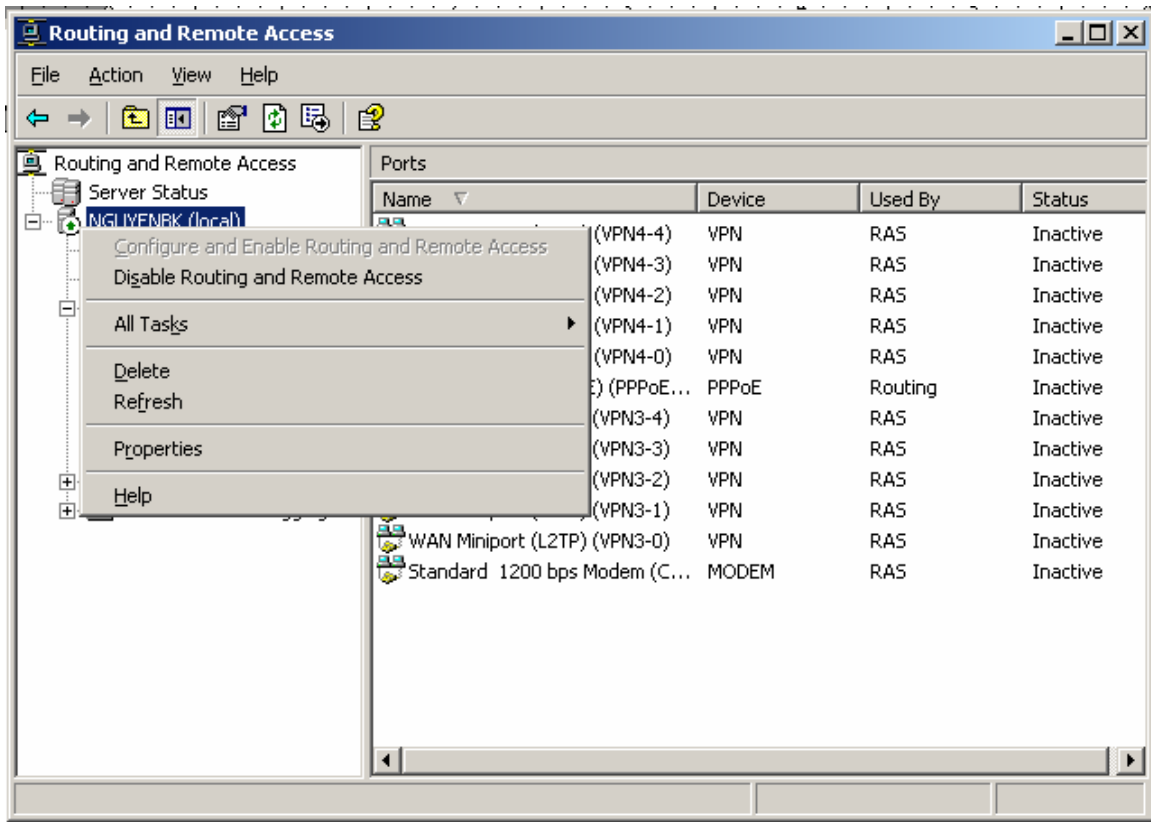 Routing and Remote Access
File Action View Help
Routing and Remote Access
Server Status
NGUYENBK (local)
Configure and Enable Routing and Remote Access
Disable Routing and Remote Access
All Tasks
Delete
Refresh
Properties
Help
Ports
Name Device Used By Status
(VPN4-4) VPN RAS Inactive
(VPN4-3) VPN RAS Inactive
(VPN4-2) VPN RAS Inactive
(VPN4-1) VPN RAS Inactive
(VPN4-0) VPN RAS Inactive
E) (PPPoE... PPPoE Routing Inactive
(VPN3-4) VPN RAS Inactive
(VPN3-3) VPN RAS Inactive
(VPN3-2) VPN RAS Inactive
(VPN3-1) VPN RAS Inactive
WAN Miniport (L2TP) (VPN3-0) VPN RAS Inactive
Standard 1200 bps Modem (C... MODEM RAS Inactive